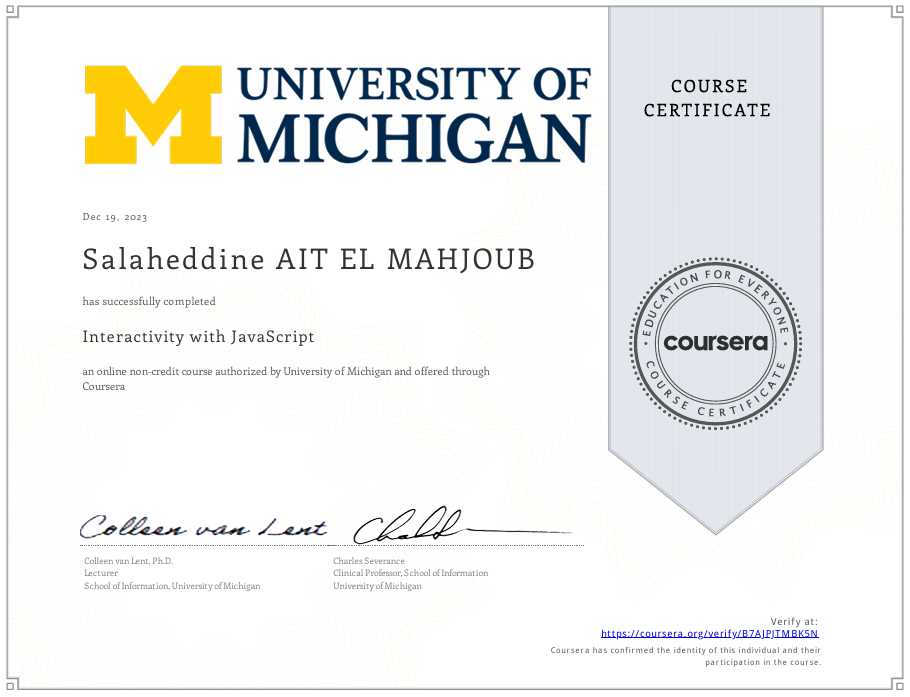 UNIVERSITY OF
MICHIGAN
COURSE
CERTIFICATE
Dec 19, 2023
Salaheddine AIT EL MAHJOUB
has successfully completed
Interactivity with JavaScript
an online non-credit course authorized by University of Michigan and offered through
Coursera
EDUCATION FOR EVERYONE
coursera
COURSE CERTIFICATE
Colleen van Lent
Colleen van Lent, Ph.D.
Lecturer
School of Information, University of Michigan
Charles Severance
Clinical Professor, School of Information
University of Michigan
Verify at:
https://coursera.org/verify/B7AJPJTMBK5N
Coursera has confirmed the identity of this individual and their
participation in the course.